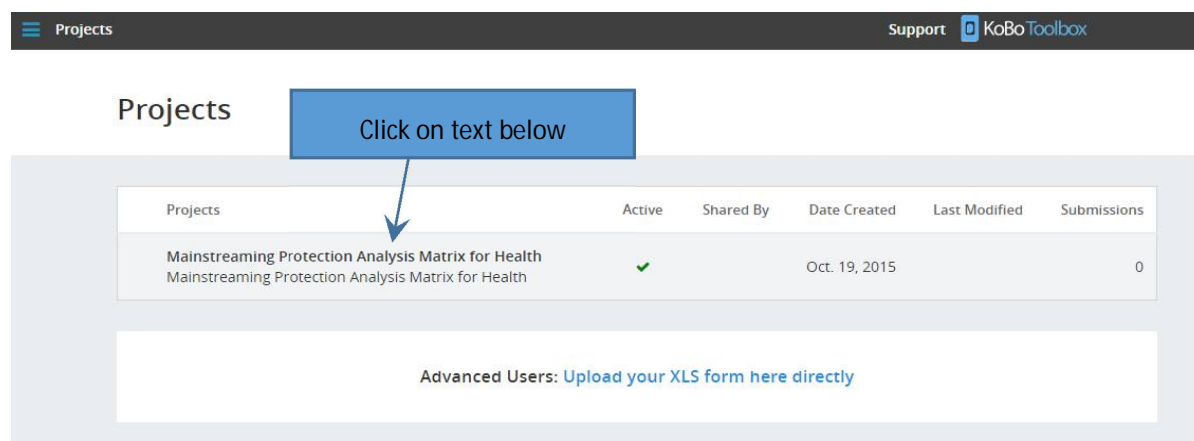 Projects Support KoBoToolbox
Projects
Click on text below
Projects Active Shared By Date Created Last Modified Submissions
Mainstreaming Protection Analysis Matrix for Health
Mainstreaming Protection Analysis Matrix for Health Oct. 19, 2015 0
Advanced Users: Upload your XLS form here directly